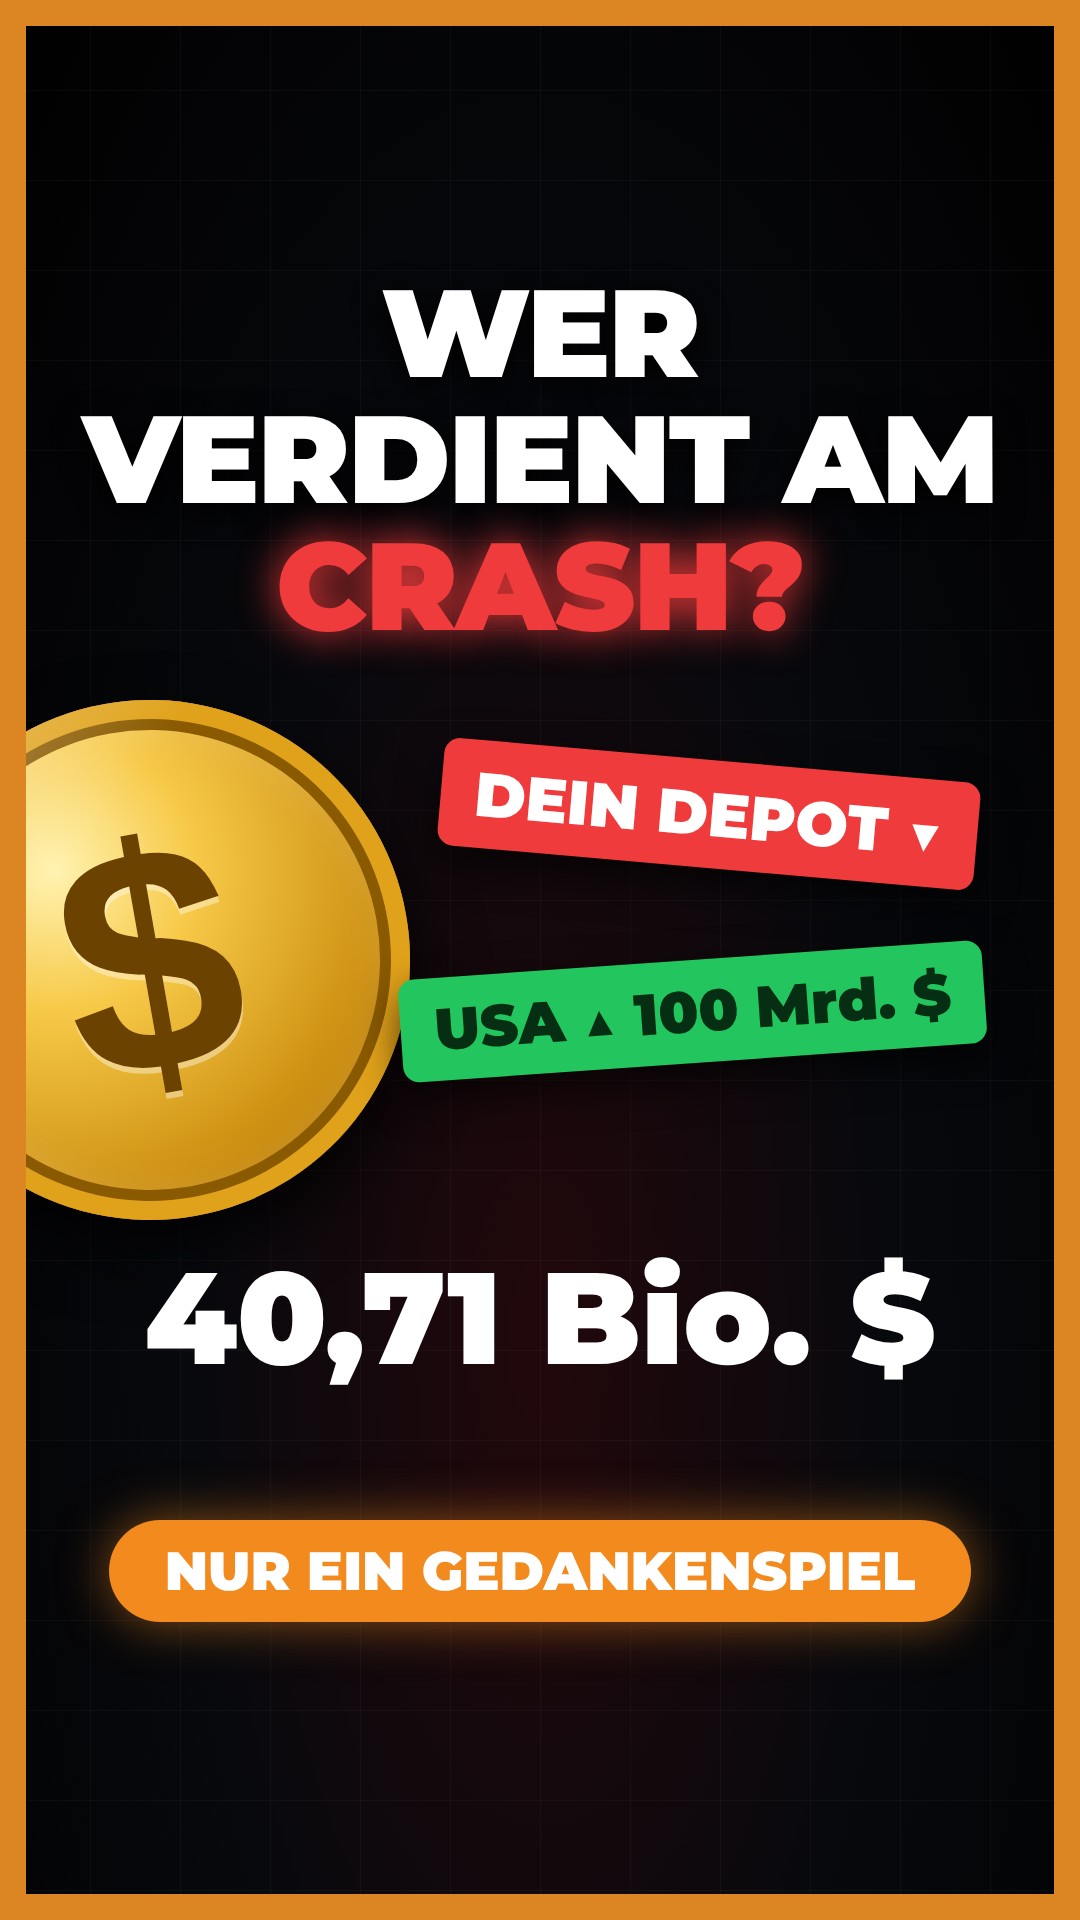 WER
VERDIENT AM
CRASH?
DEIN DEPOT ▼
$
USA ▲ 100 Mrd. $
40,71 Bio. $
NUR EIN GEDANKENSPIEL